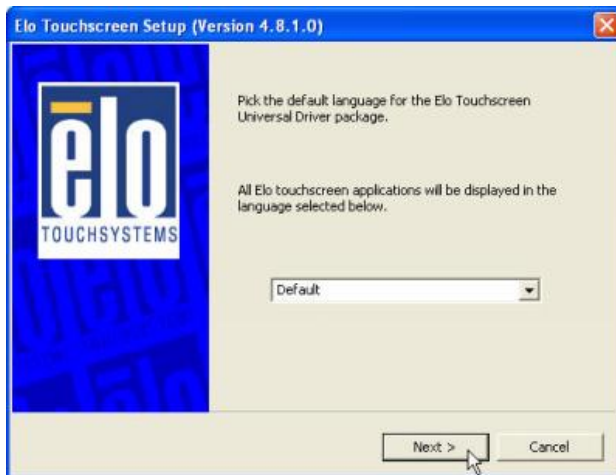 Elo Touchscreen Setup (Version 4.8.1.0)
elo
TOUCHSYSTEMS
Pick the default language for the Elo Touchscreen
Universal Driver package.
All Elo touchscreen applications will be displayed in the
language selected below.
Default
Next >
Cancel